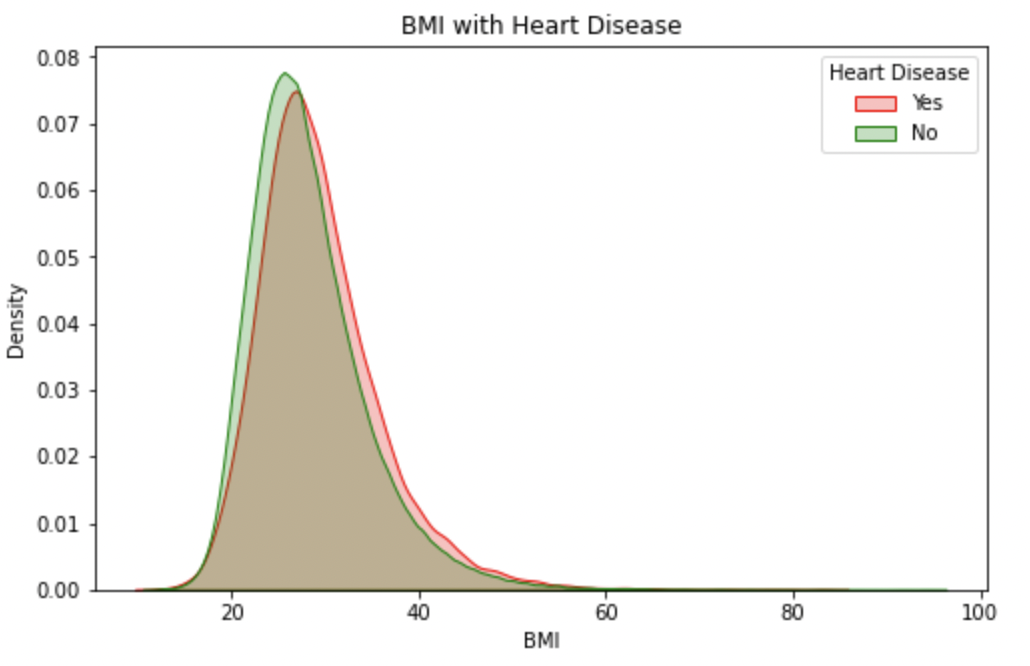 BMI with Heart Disease
Heart Disease
Yes
No
0.08
0.07
0.06
0.05
0.04
0.03
0.02
0.01
0.00
Density
20 40 60 80 100
BMI